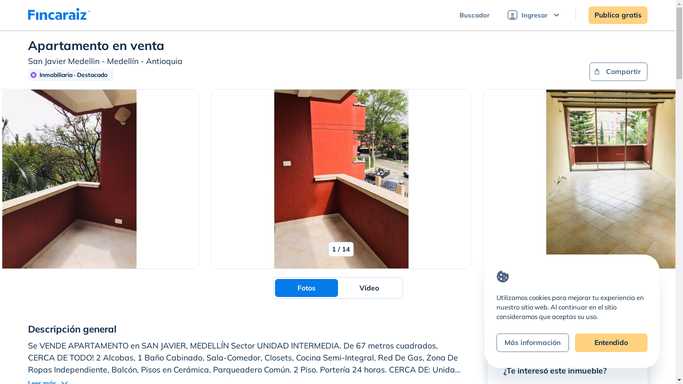 Fincaraiz
Buscador
Ingresar
Publica gratis
Apartamento en venta
San Javier Medellin - Medellín - Antioquia
Inmobiliaria · Destacado
Compartir
1 / 14
Fotos
Video
Descripción general
Se VENDE APARTAMENTO en SAN JAVIER, MEDELLÍN Sector UNIDAD INTERMEDIA. De 67 metros cuadrados,
CERCA DE TODO! 2 Alcobas, 1 Baño Cabinado, Sala-Comedor, Closets, Cocina Semi-Integral, Red De Gas, Zona De
Ropas Independiente, Balcón, Pisos en Cerámica, Parqueadero Común. 2 Piso. Portería 24 horas. CERCA DE: Unida...
Leer más
Utilizamos cookies para mejorar tu experiencia en
nuestro sitio web. Al continuar en el sitio
consideramos que aceptas su uso.
Más información
Entendido
¿Te interesó este inmueble?